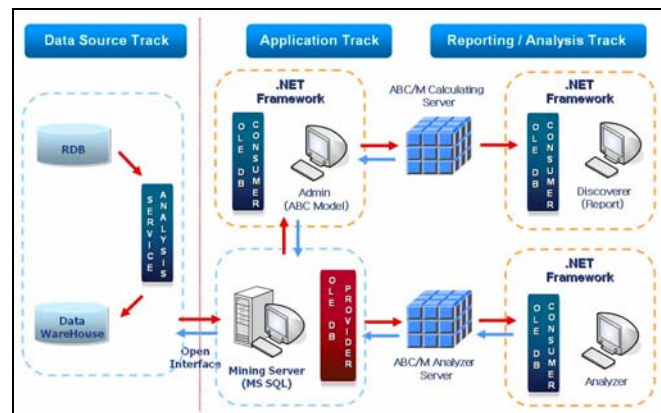 Data Source Track
Application Track
Reporting / Analysis Track
.NET
Framework
OLE DB
CONSUMER
Admin
(ABC Model)
ABC/M Calculating
Server
.NET
Framework
OLE DB
CONSUMER
Discoverer
(Report)
RDB
SERVICE
ANALYSIS
Data
WareHouse
Open
Interface
Mining Server
(MS SQL)
OLE DB
PROVIDER
ABC/M Analyzer
Server
.NET
Framework
OLE DB
CONSUMER
Analyzer